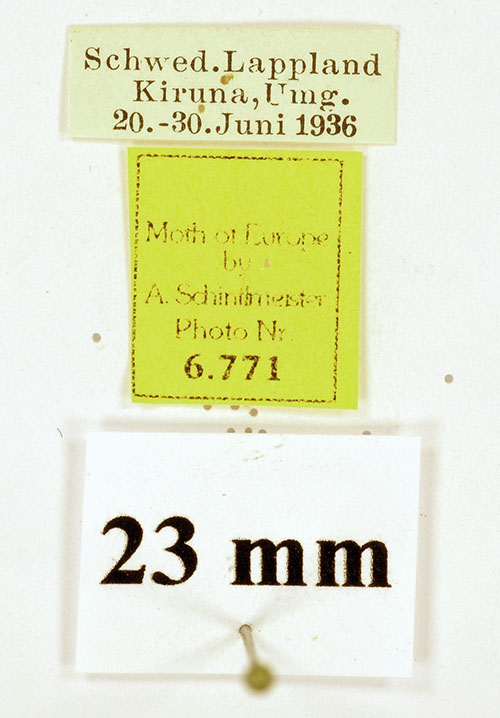 Schwed. Lappland
Kiruna, Umg.
20.-30. Juni 1936
Moth of Europe
by
A. Schintlmeister
Photo Nr.
6.771
23 mm